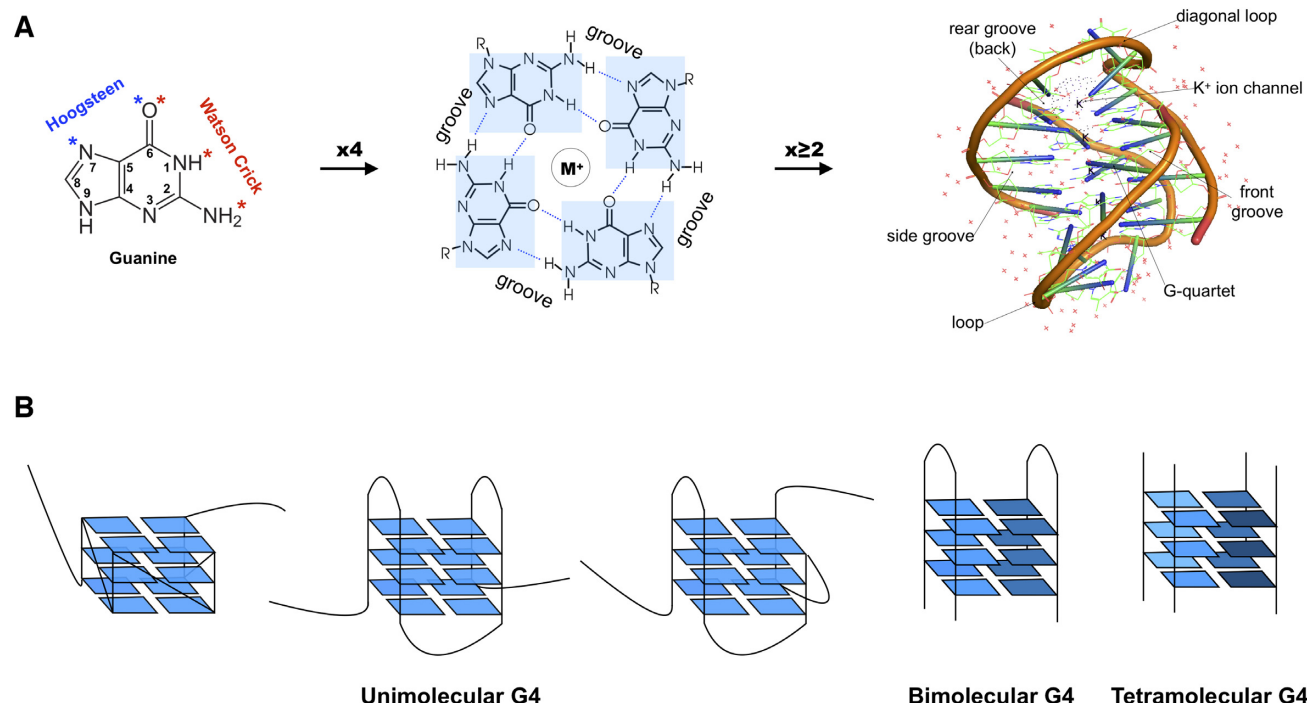 A
Hoogsteen
Watson Crick
* * * * *
O
N
NH
N
H
N
NH₂
1
2
3
4
5
6
7
8
9
Guanine
x4
groove
groove
groove
groove
R
N
N
N
N
N
H
H
H
O
R
N
N
N
N
N
H
H
H
O
R
N
N
N
N
N
H
H
H
O
R
N
N
N
N
N
H
H
H
O
M⁺
x≥2
rear groove
(back)
diagonal loop
K⁺ ion channel
K
K
K
K
K
front
groove
side groove
G-quartet
loop
B
Unimolecular G4
Bimolecular G4
Tetramolecular G4